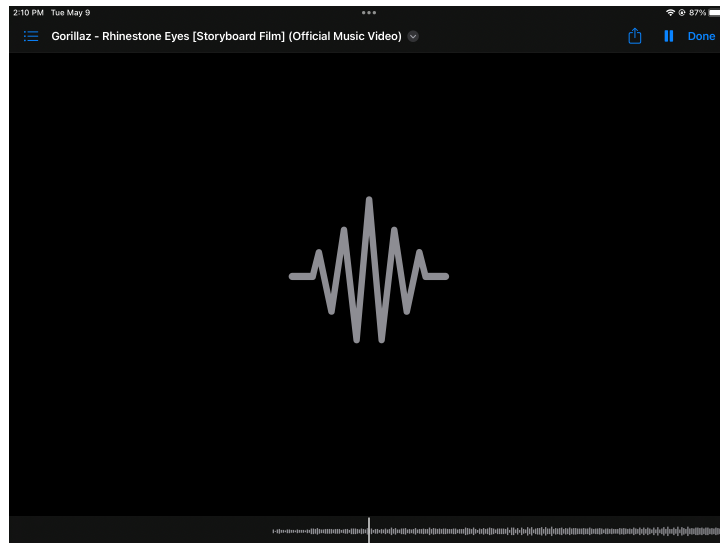 2:10 PM Tue May 9 87%
Gorillaz - Rhinestone Eyes [Storyboard Film] (Official Music Video) Done